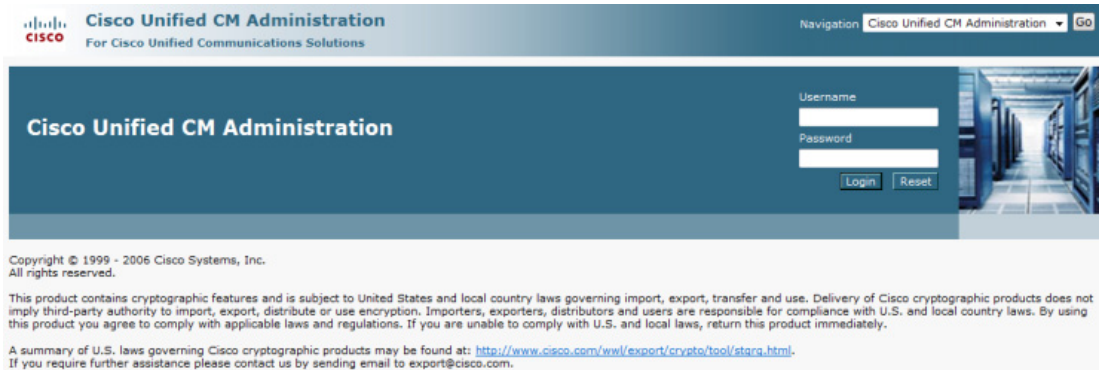 CISCO
Cisco Unified CM Administration
For Cisco Unified Communications Solutions
Navigation Cisco Unified CM Administration Go
Cisco Unified CM Administration
Username
Password
Login Reset
Copyright © 1999 - 2006 Cisco Systems, Inc.
All rights reserved.
This product contains cryptographic features and is subject to United States and local country laws governing import, export, transfer and use. Delivery of Cisco cryptographic products does not
imply third-party authority to import, export, distribute or use encryption. Importers, exporters, distributors and users are responsible for compliance with U.S. and local country laws. By using
this product you agree to comply with applicable laws and regulations. If you are unable to comply with U.S. and local laws, return this product immediately.
A summary of U.S. laws governing Cisco cryptographic products may be found at: http://www.cisco.com/wwl/export/crypto/tool/stqrg.html.
If you require further assistance please contact us by sending email to export@cisco.com.